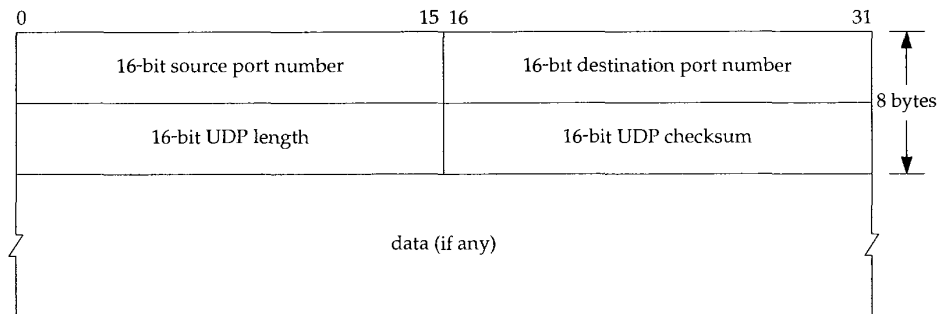 0 15 16 31
16-bit source port number 16-bit destination port number
8 bytes
16-bit UDP length 16-bit UDP checksum
data (if any)